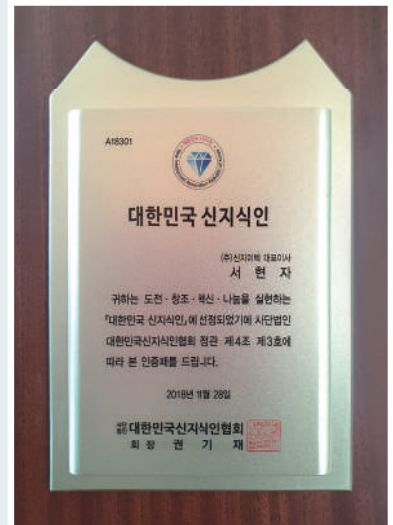 A18301
대한민국 신지식인
(주)신지이텍 대표이사
서 현 자
귀하는 도전 · 창조 · 혁신 · 나눔을 실현하는
「대한민국 신지식인」에 선정되었기에 사단법인
대한민국신지식인협회 정관 제4조 제3호에
따라 본 인증패를 드립니다.
2018년 11월 28일
사단법인 대한민국신지식인협회
회 장 권 기 재